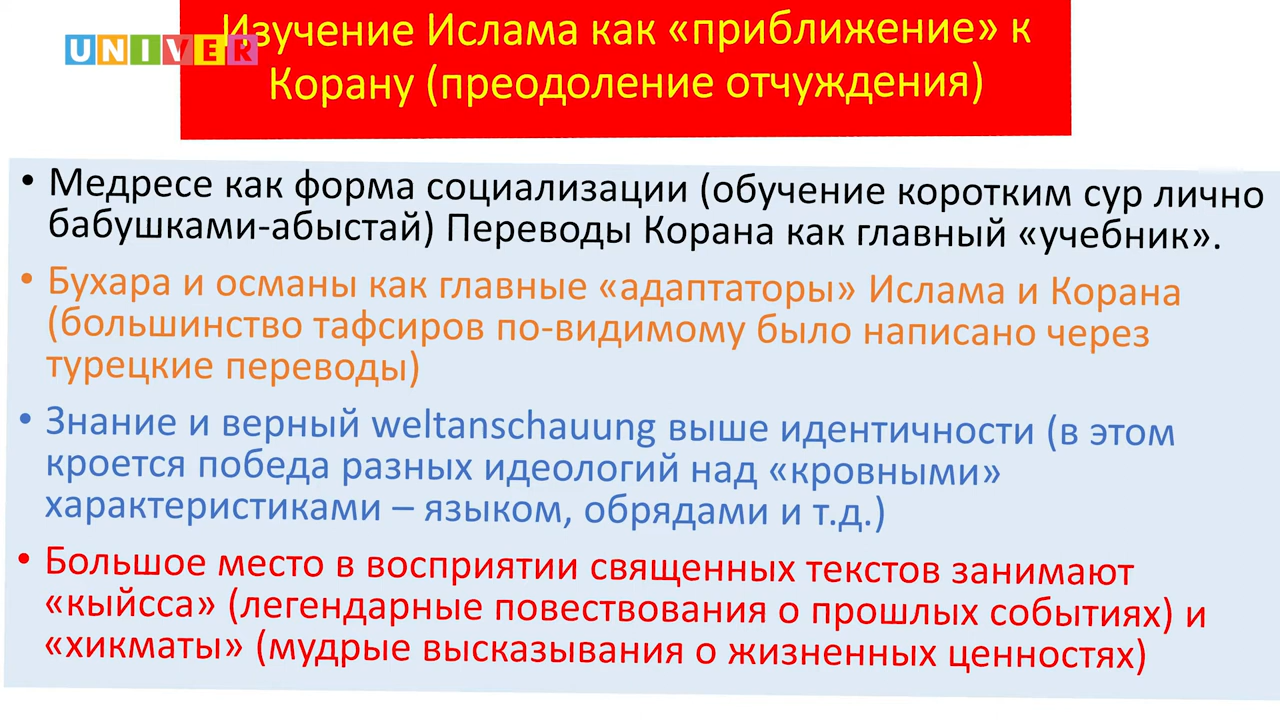 UNIVER
Изучение Ислама как «приближение» к
Корану (преодоление отчуждения)
• Медресе как форма социализации (обучение коротким сур лично
бабушками-абыстай) Переводы Корана как главный «учебник».
• Бухара и османы как главные «адаптаторы» Ислама и Корана
(большинство тафсиров по-видимому было написано через
турецкие переводы)
• Знание и верный weltanschauung выше идентичности (в этом
кроется победа разных идеологий над «кровными»
характеристиками – языком, обрядами и т.д.)
• Большое место в восприятии священных текстов занимают
«кыйсса» (легендарные повествования о прошлых событиях) и
«хикматы» (мудрые высказывания о жизненных ценностях)